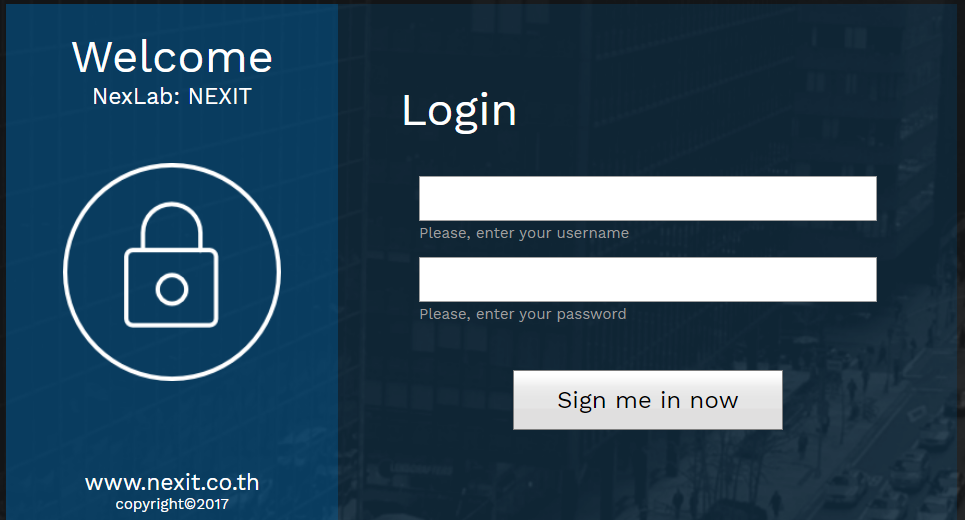 Welcome
NexLab: NEXIT
www.nexit.co.th
copyright©2017
Login
Please, enter your username
Please, enter your password
Sign me in now